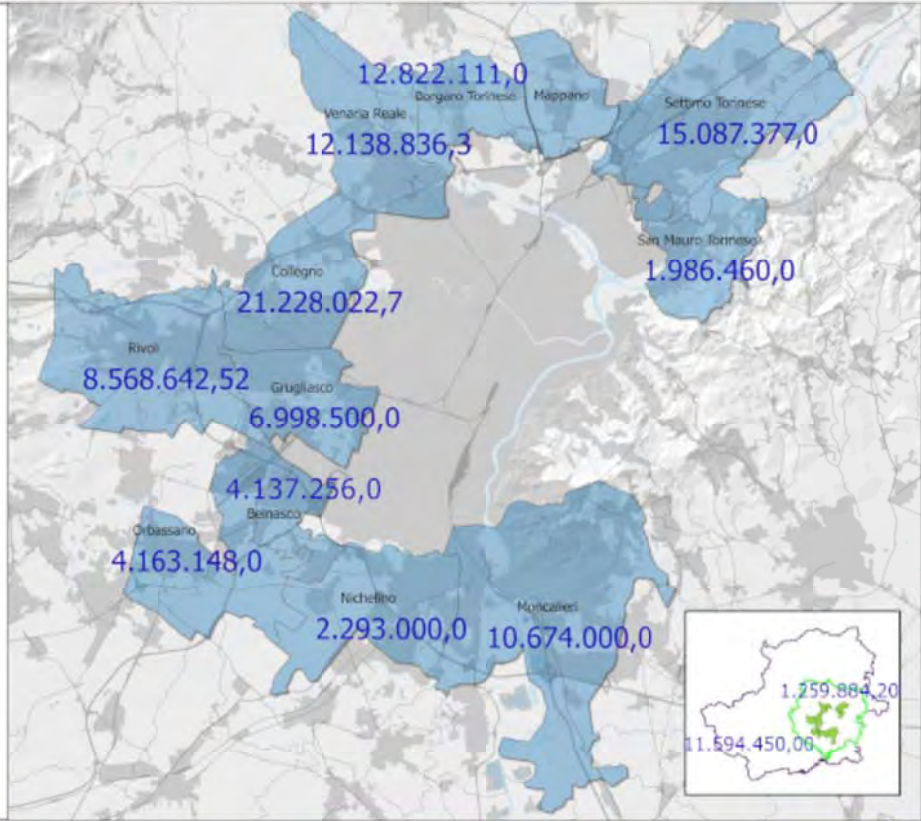 12.822.111,0
Borgaro Torinese
Mappano
Venaria Reale
12.138.836,3
Settimo Torinese
15.087.377,0
San Mauro Torinese
1.986.460,0
Collegno
21.228.022,7
Rivoli
8.568.642,52
Grugliasco
6.998.500,0
4.137.256,0
Beinasco
Orbassano
4.163.148,0
Nichelino
2.293.000,0
Moncalieri
10.674.000,0
1.259.884,20
11.594.450,00